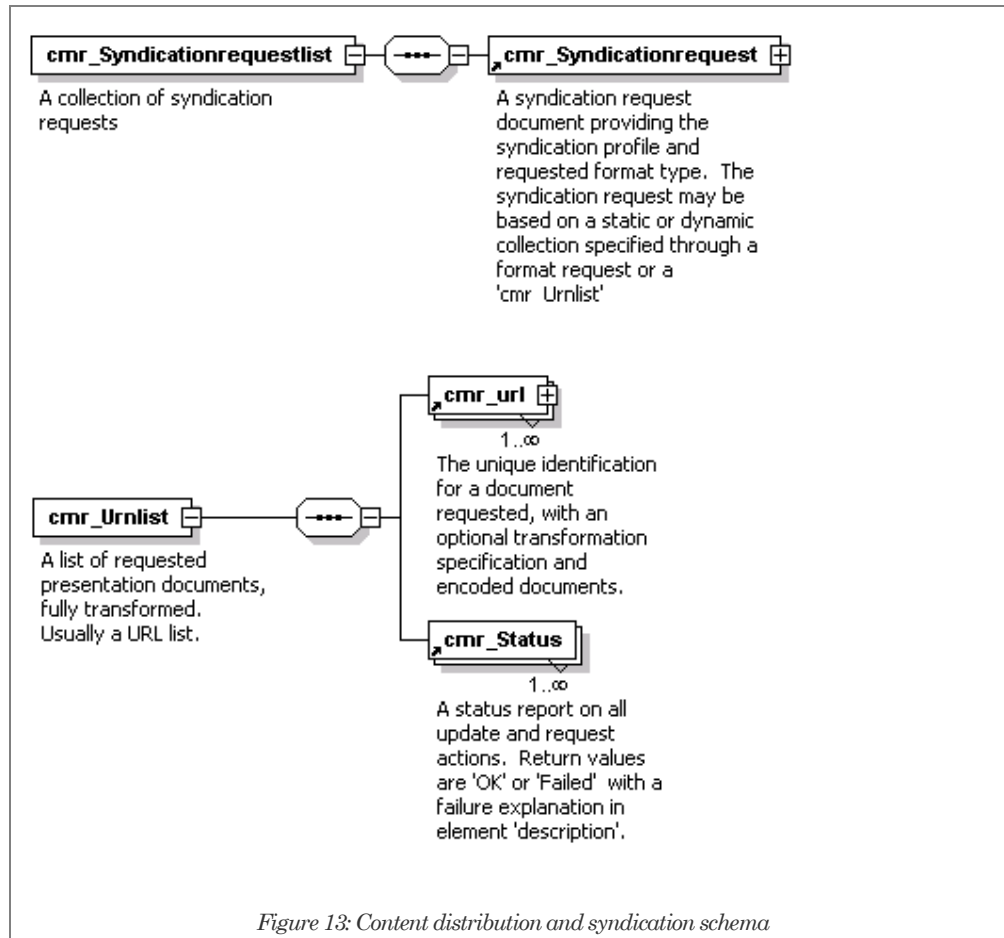 cmr_Syndicationrequestlist
cmr_Syndicationrequest
A collection of syndication
requests
A syndication request
document providing the
syndication profile and
requested format type.  The
syndication request may be
based on a static or dynamic
collection specified through a
format request or a
'cmr  Urnlist'
cmr_url
1..∞
The unique identification
for a document
requested, with an
optional transformation
specification and
encoded documents.
cmr_Urnlist
A list of requested
presentation documents,
fully transformed.
Usually a URL list.
cmr_Status
1..∞
A status report on all
update and request
actions.  Return values
are 'OK' or 'Failed'  with a
failure explanation in
element 'description'.
Figure 13: Content distribution and syndication schema